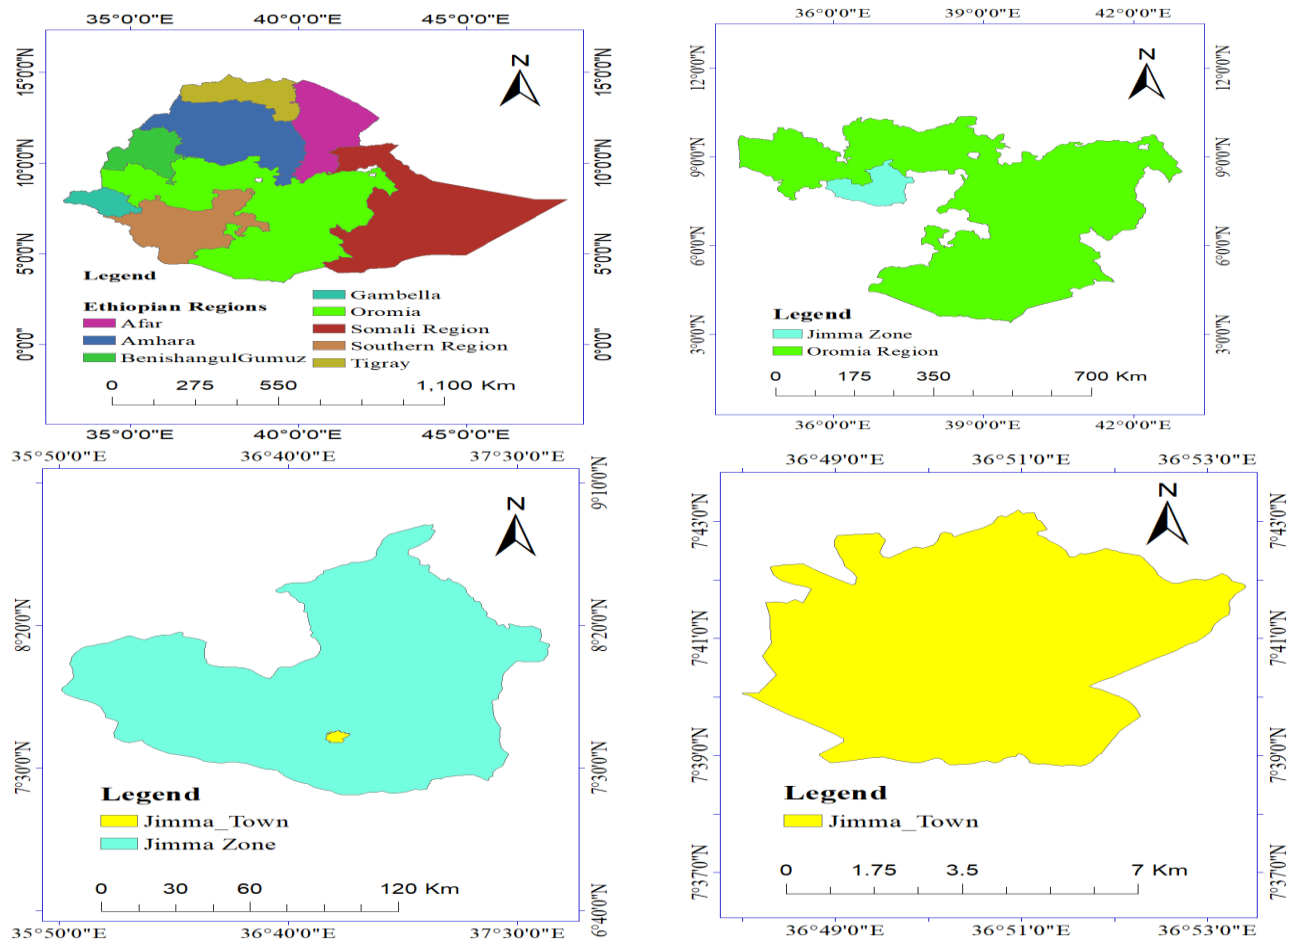 35°0'0"E 40°0'0"E 45°0'0"E
15°0'0"N
10°0'0"N
5°0'0"N
0°0'0"
N
15°0'0"N
10°0'0"N
5°0'0"N
0°0'0"
Legend
Ethiopian Regions
Afar
Amhara
BenishangulGumuz
Gambella
Oromia
Somali Region
Southern Region
Tigray
0 275 550 1,100 Km
35°0'0"E 40°0'0"E 45°0'0"E
36°0'0"E 39°0'0"E 42°0'0"E
12°0'0"N
9°0'0"N
6°0'0"N
3°0'0"N
N
12°0'0"N
9°0'0"N
6°0'0"N
3°0'0"N
Legend
Jimma Zone
Oromia Region
0 175 350 700 Km
36°0'0"E 39°0'0"E 42°0'0"E
35°50'0"E 36°40'0"E 37°30'0"E
8°20'0"N
7°30'0"N
N
9°10'0"N
8°20'0"N
7°30'0"N
6°40'0"N
Legend
Jimma_Town
Jimma Zone
0 30 60 120 Km
35°50'0"E 36°40'0"E 37°30'0"E
36°49'0"E 36°51'0"E 36°53'0"E
7°43'0"N
7°41'0"N
7°39'0"N
7°37'0"N
N
7°43'0"N
7°41'0"N
7°39'0"N
7°37'0"N
Legend
Jimma_Town
0 1.75 3.5 7 Km
36°49'0"E 36°51'0"E 36°53'0"E